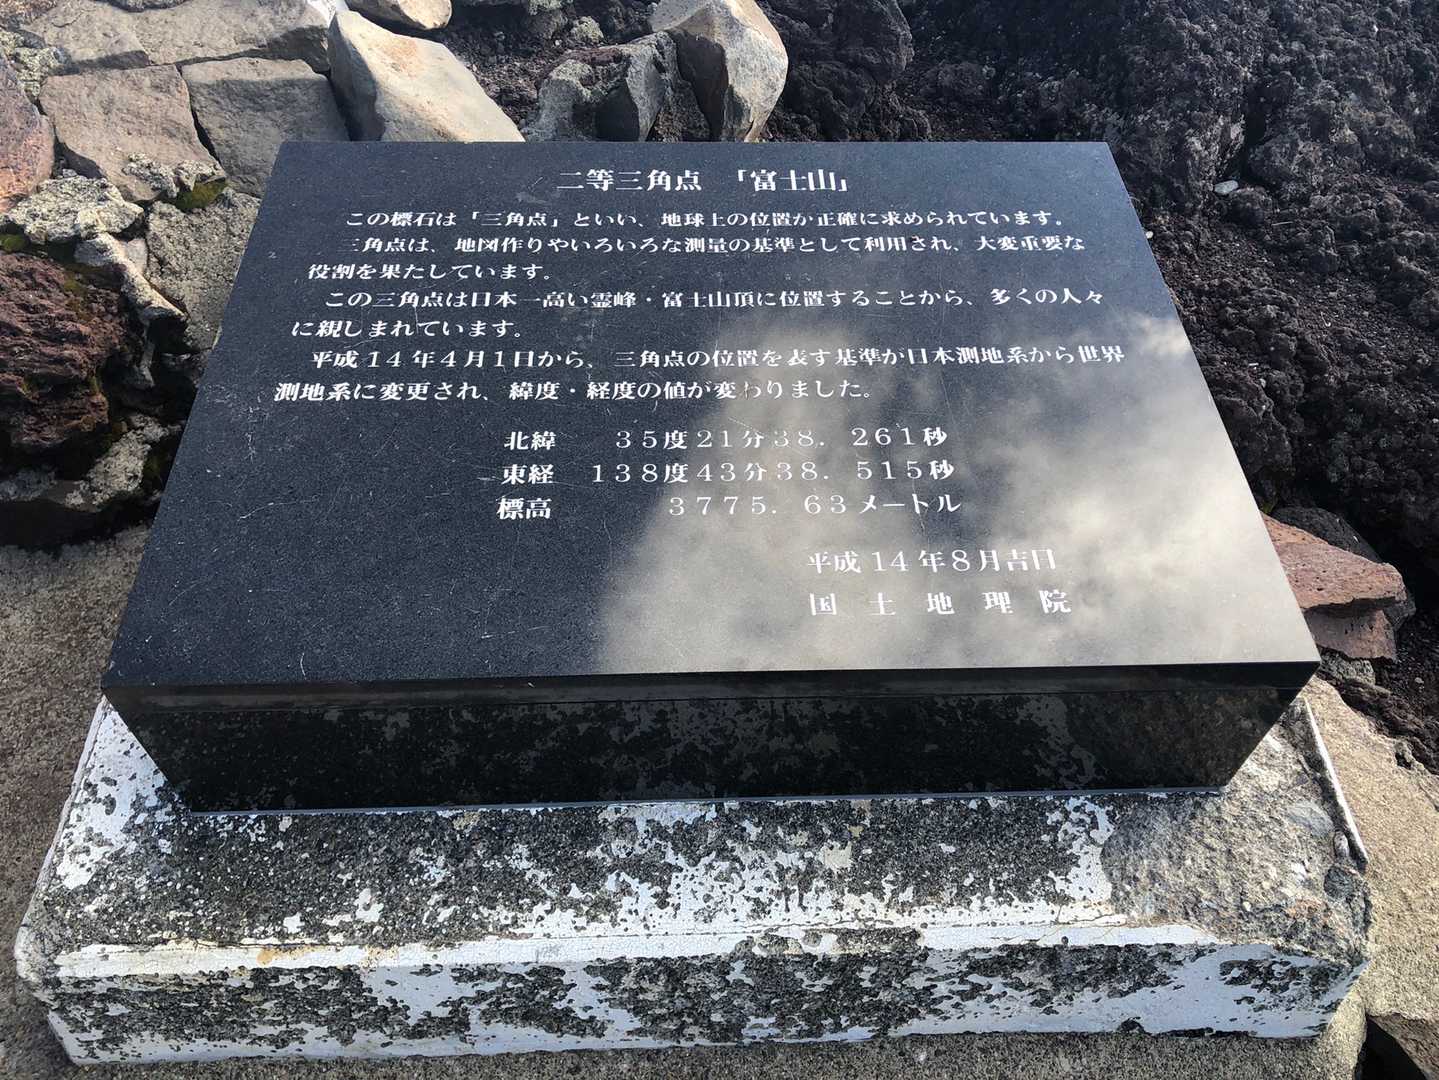 二等三角点 「富士山」
この標石は「三角点」といい、地球上の位置が正確に求められています。
三角点は、地図作りやいろいろな測量の基準として利用され、大変重要な
役割を果たしています。
この三角点は日本一高い霊峰・富士山頂に位置することから、多くの人々
に親しまれています。
平成14年4月1日から、三角点の位置を表す基準が日本測地系から世界
測地系に変更され、緯度・経度の値が変わりました。
北緯 35度21分38.261秒
東経 138度43分38.515秒
標高 3775.63メートル
平成14年8月吉日
国土地理院